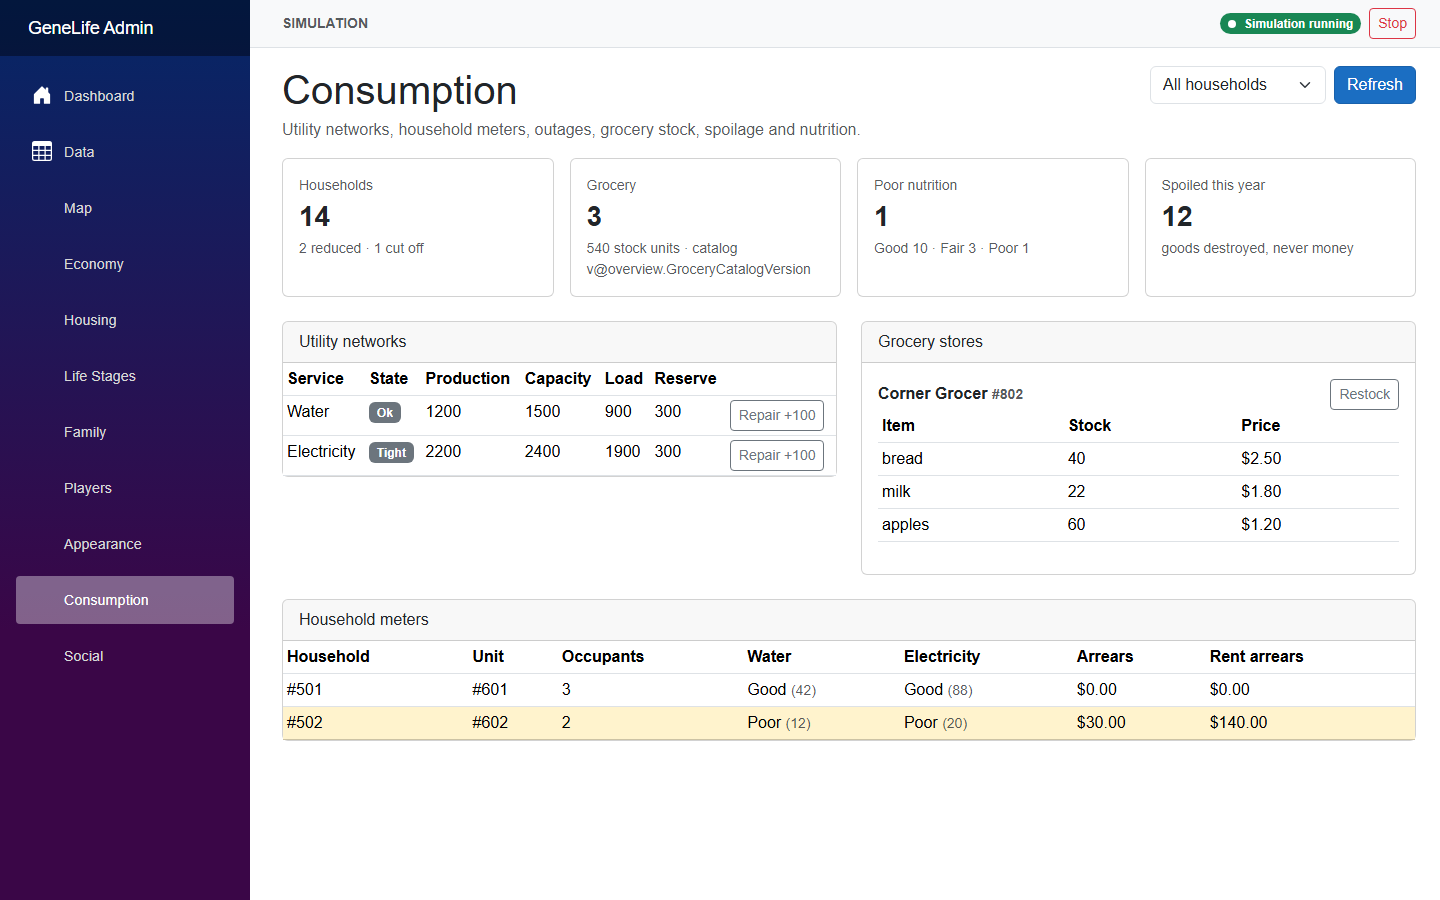 GeneLife Admin
SIMULATION
Simulation running
Stop
Dashboard
Data
Map
Economy
Housing
Life Stages
Family
Players
Appearance
Consumption
Social
Consumption
All households
Refresh
Utility networks, household meters, outages, grocery stock, spoilage and nutrition.
Households
14
2 reduced · 1 cut off
Grocery
3
540 stock units · catalog
v@overview.GroceryCatalogVersion
Poor nutrition
1
Good 10 · Fair 3 · Poor 1
Spoiled this year
12
goods destroyed, never money
Utility networks
Service State Production Capacity Load Reserve
Water Ok 1200 1500 900 300 Repair +100
Electricity Tight 2200 2400 1900 300 Repair +100
Grocery stores
Corner Grocer #802 Restock
Item Stock Price
bread 40 $2.50
milk 22 $1.80
apples 60 $1.20
Household meters
Household Unit Occupants Water Electricity Arrears Rent arrears
#501 #601 3 Good (42) Good (88) $0.00 $0.00
#502 #602 2 Poor (12) Poor (20) $30.00 $140.00